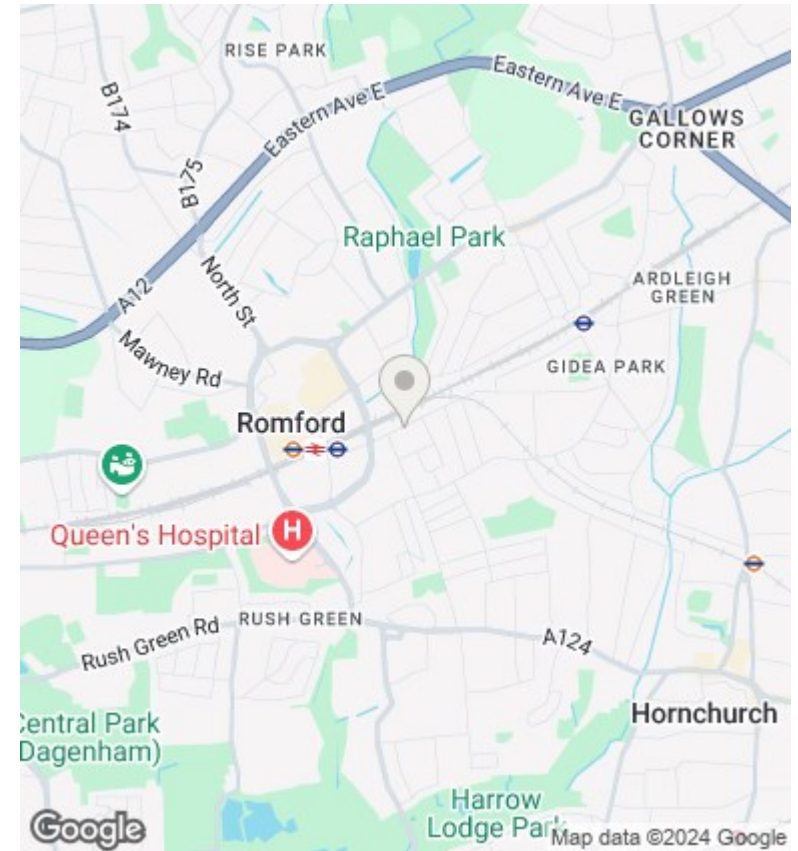 RISE PARK
Eastern Ave E
B174
Eastern Ave E
GALLOWS
CORNER
B175
Raphael Park
North St
ARDLEIGH
GREEN
A12
Mawney Rd
GIDEA PARK
Romford
Queen's Hospital
H
RUSH GREEN
Rush Green Rd
A124
Central Park
(Dagenham)
Hornchurch
Harrow
Lodge Park
Google
Map data ©2024 Google